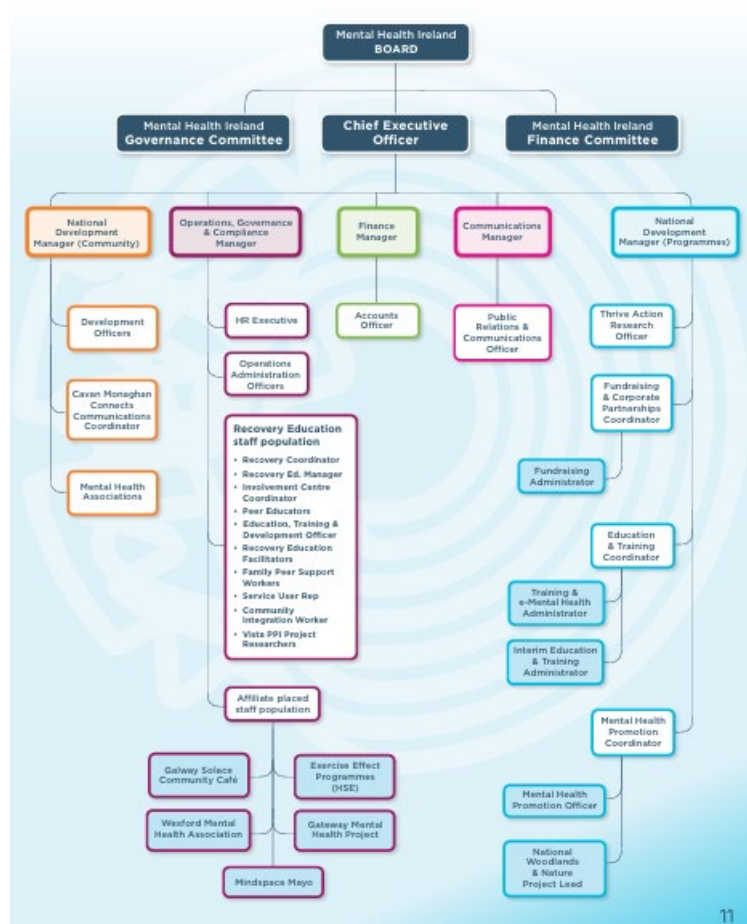 Mental Health Ireland
BOARD
Mental Health Ireland
Governance Committee
Chief Executive
Officer
Mental Health Ireland
Finance Committee
National
Development
Manager (Community)
Operations, Governance
& Compliance
Manager
Finance
Manager
Communications
Manager
National
Development
Manager (Programmes)
Development
Officers
Cavan Monaghan
Connects
Communications
Coordinator
Mental Health
Associations
HR Executive
Operations
Administration
Officers
Recovery Education
staff population
• Recovery Coordinator
• Recovery Ed. Manager
• Involvement Centre
Coordinator
• Peer Educators
• Education, Training &
Development Officer
• Recovery Education
Facilitators
• Family Peer Support
Workers
• Service User Rep
• Community
Integration Worker
• Vista PPI Project
Researchers
Affiliate placed
staff population
Galway Solace
Community Café
Exercise Effect
Programmes
(HSE)
Wexford Mental
Health Association
Gateway Mental
Health Project
Mindspace Mayo
Accounts
Officer
Public
Relations &
Communications
Officer
Thrive Action
Research
Officer
Fundraising
& Corporate
Partnerships
Coordinator
Fundraising
Administrator
Education
& Training
Coordinator
Training &
e-Mental Health
Administrator
Interim Education
& Training
Administrator
Mental Health
Promotion
Coordinator
Mental Health
Promotion Officer
National
Woodlands
& Nature
Project Lead
11